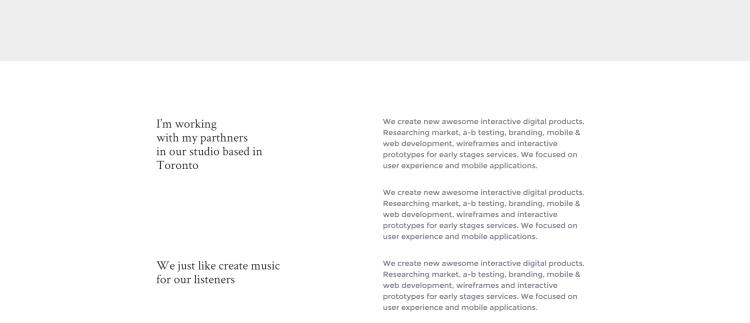 I'm working
with my parthners
in our studio based in
Toronto
We create new awesome interactive digital products.
Researching market, a-b testing, branding, mobile &
web development, wireframes and interactive
prototypes for early stages services. We focused on
user experience and mobile applications.
We create new awesome interactive digital products.
Researching market, a-b testing, branding, mobile &
web development, wireframes and interactive
prototypes for early stages services. We focused on
user experience and mobile applications.
We just like create music
for our listeners
We create new awesome interactive digital products.
Researching market, a-b testing, branding, mobile &
web development, wireframes and interactive
prototypes for early stages services. We focused on
user experience and mobile applications.